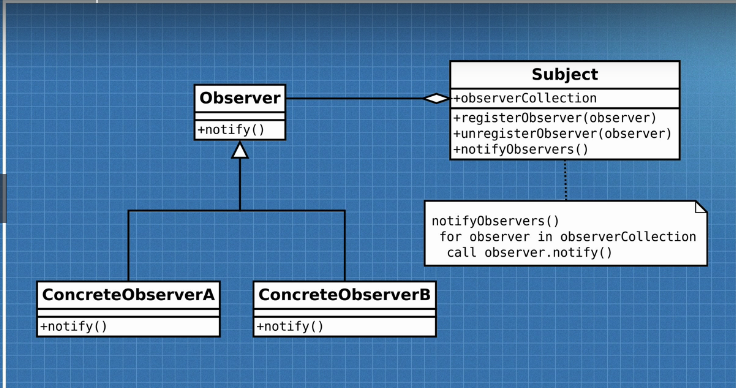 Subject
+observerCollection
+registerObserver(observer)
+unregisterObserver(observer)
+notifyObservers()
Observer
+notify()
notifyObservers()
for observer in observerCollection
call observer.notify()
ConcreteObserverA
+notify()
ConcreteObserverB
+notify()